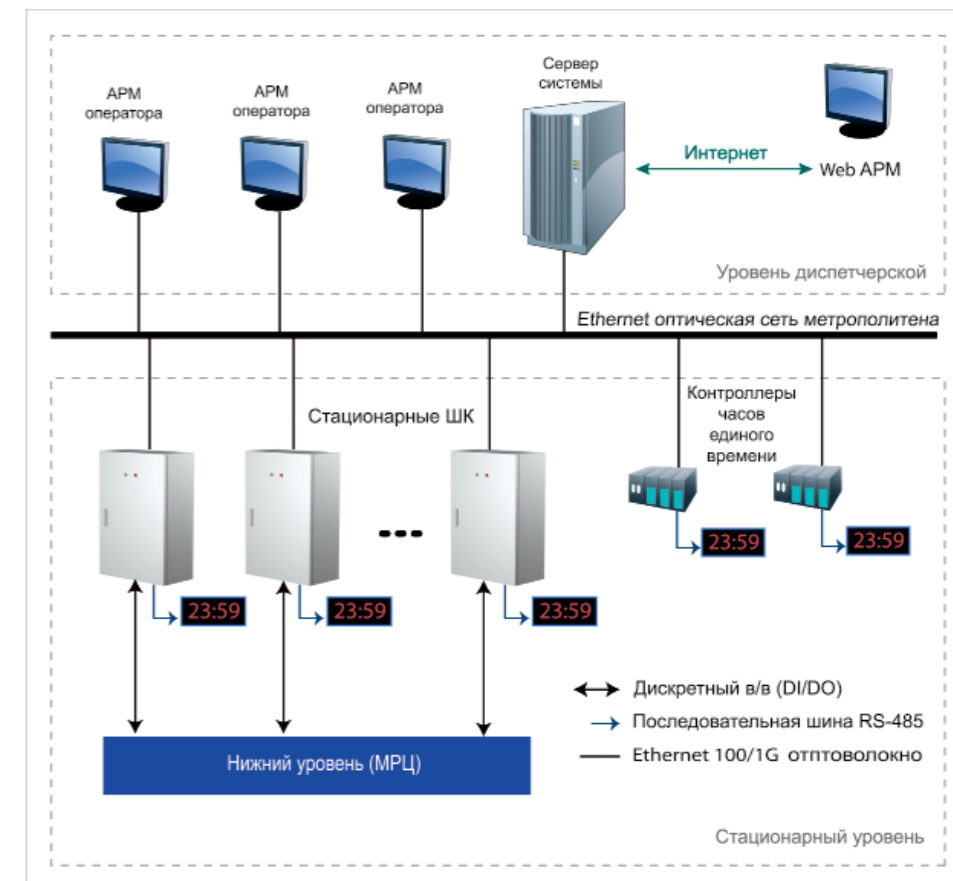 АРМ
оператора
АРМ
оператора
АРМ
оператора
Сервер
системы
Интернет
Web АРМ
Уровень диспетчерской
Ethernet оптическая сеть метрополитена
Стационарные ШК
Контроллеры
часов
единого
времени
23:59
23:59
23:59
23:59
23:59
Дискретный в/в (DI/DO)
Последовательная шина RS-485
Ethernet 100/1G отптоволокно
Нижний уровень (МРЦ)
Стационарный уровень